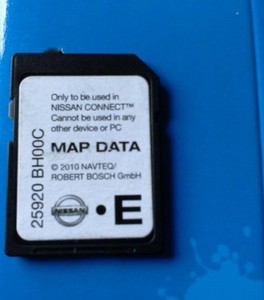 Only to be used in
NISSAN CONNECT™
Cannot be used in any
other device or PC
MAP DATA
© 2010 NAVTEQ/
ROBERT BOSCH GmbH
NISSAN • E
25920 BH00C